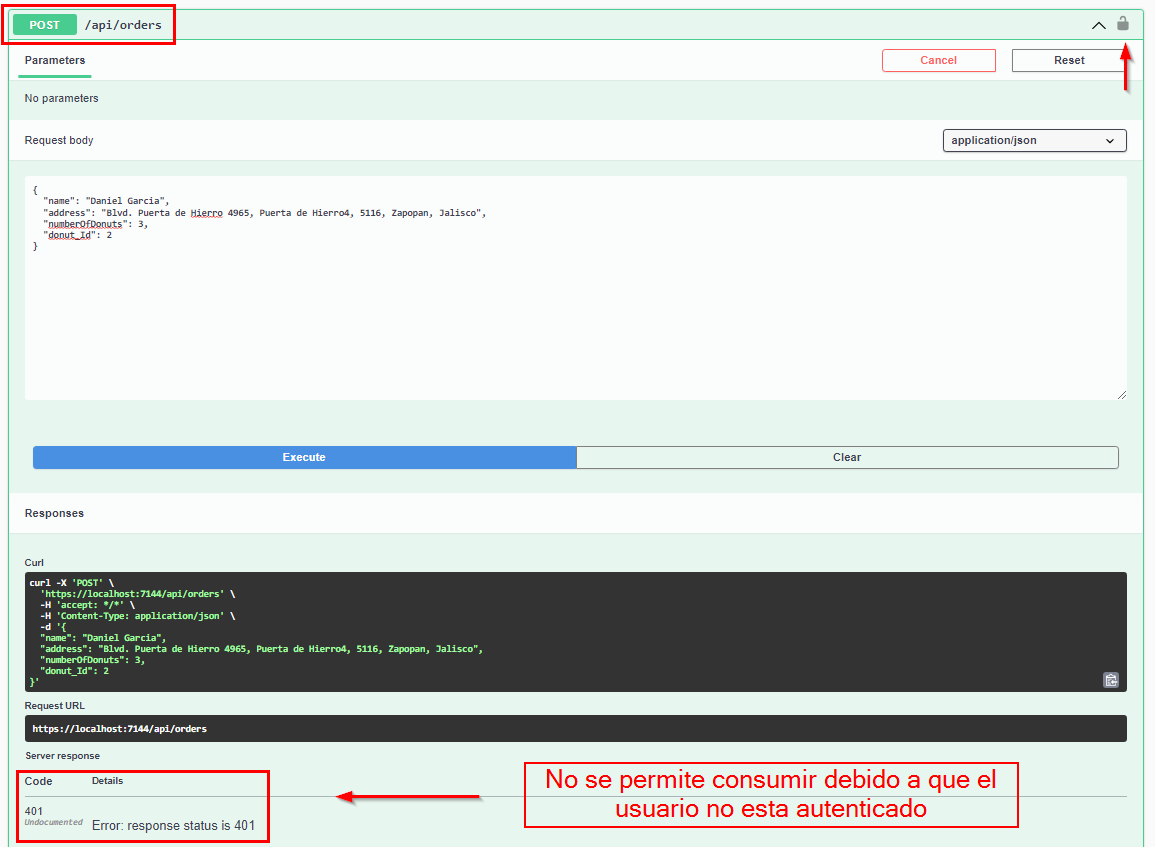 POST /api/orders
Parameters
Cancel
Reset
No parameters
Request body
application/json
{
"name": "Daniel Garcia",
"address": "Blvd. Puerta de Hierro 4965, Puerta de Hierro4, 5116, Zapopan, Jalisco",
"numberOfDonuts": 3,
"donut_Id": 2
}
Execute
Clear
Responses
Curl
curl -X 'POST' \
'https://localhost:7144/api/orders' \
-H 'accept: */*' \
-H 'Content-Type: application/json' \
-d '{
"name": "Daniel Garcia",
"address": "Blvd. Puerta de Hierro 4965, Puerta de Hierro4, 5116, Zapopan, Jalisco",
"numberOfDonuts": 3,
"donut_Id": 2
}'
Request URL
https://localhost:7144/api/orders
Server response
Code
Details
401
Undocumented
Error: response status is 401
No se permite consumir debido a que el
usuario no esta autenticado